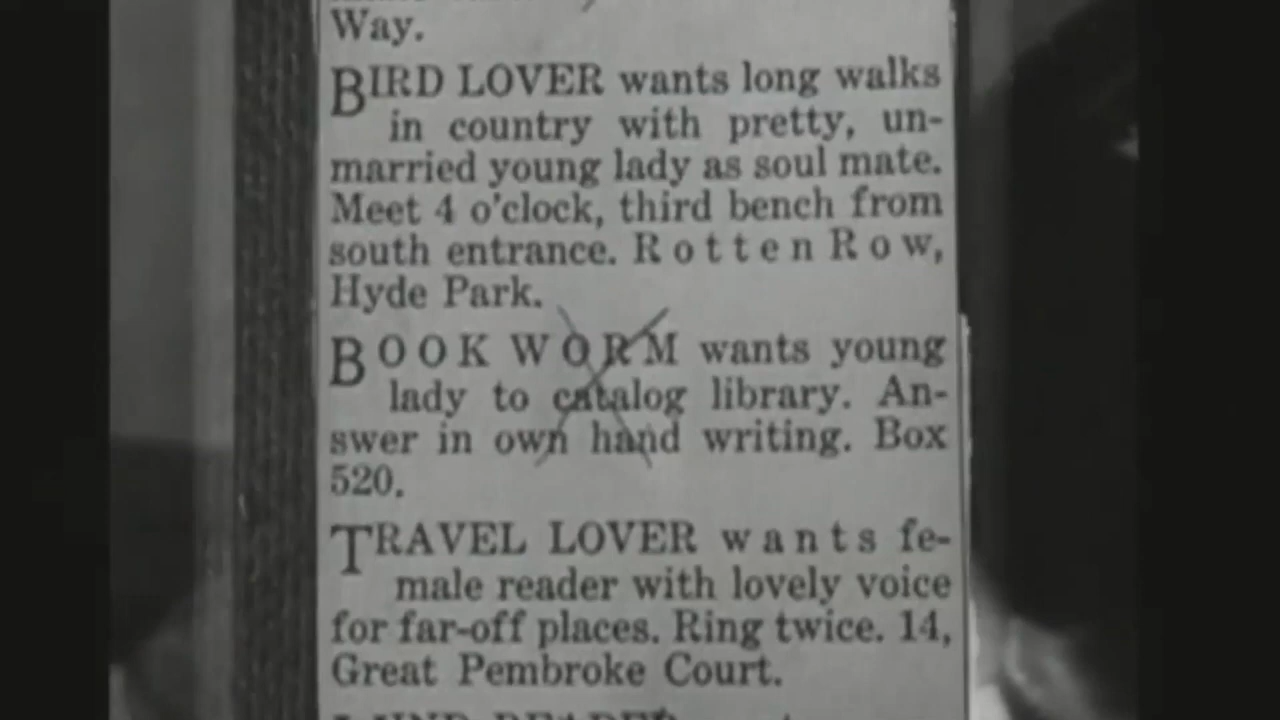 Way.
BIRD LOVER wants long walks
in country with pretty, un-
married young lady as soul mate.
Meet 4 o'clock, third bench from
south entrance. Rotten Row,
Hyde Park.
BOOK WORM wants young
lady to catalog library. An-
swer in own hand writing. Box
520.
TRAVEL LOVER wants fe-
male reader with lovely voice
for far-off places. Ring twice. 14,
Great Pembroke Court.